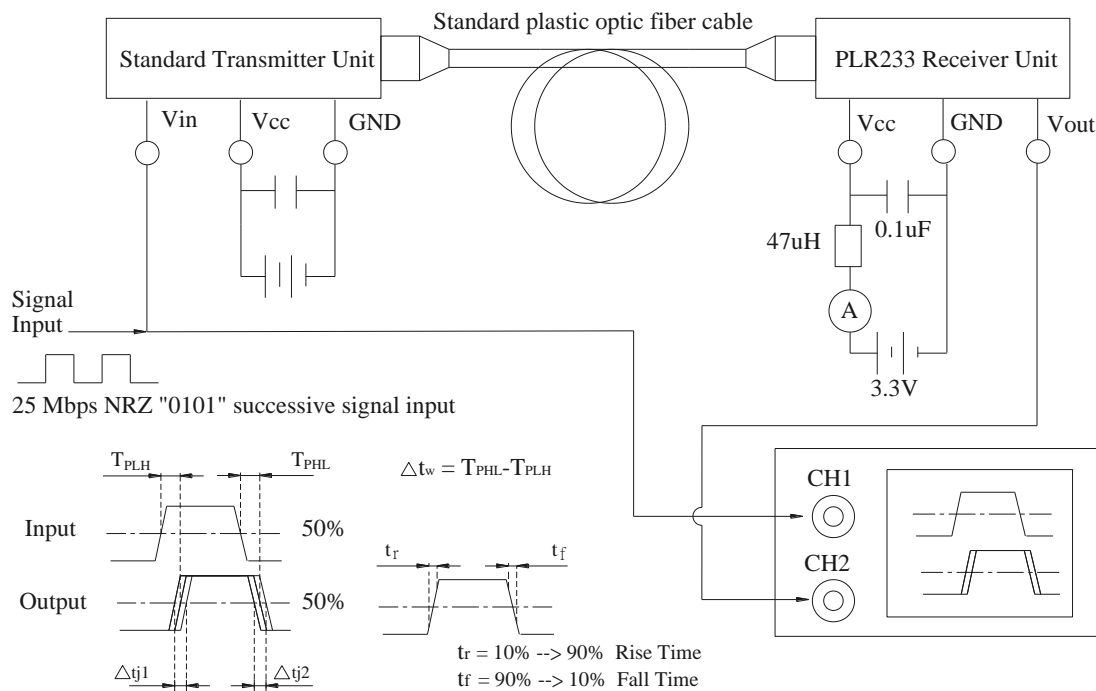 Standard plastic optic fiber cable
Standard Transmitter Unit
PLR233 Receiver Unit
Vin
Vcc
GND
Vcc
GND
Vout
47uH
0.1uF
A
3.3V
Signal
Input
25 Mbps NRZ "0101" successive signal input
TPLH
TPHL
△tw = TPHL-TPLH
Input
50%
Output
50%
△tj1
△tj2
tr
tf
tr = 10% --> 90% Rise Time
tf = 90% --> 10% Fall Time
CH1
CH2